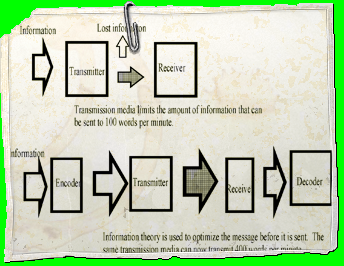 Information
Lost information
Transmitter
Receiver
Transmission media limits the amount of information that can
be sent to 100 words per minute.
nformation
Encoder
Transmitter
Receive
Decoder
Information theory is used to optimize the message before it is sent. The
same transmission media can now transmit 400 words per minute